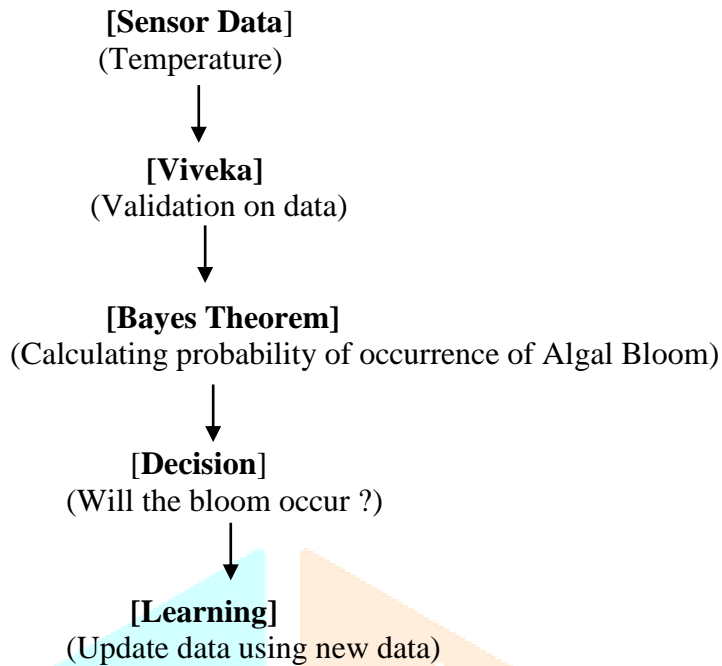 [Sensor Data]
(Temperature)
[Viveka]
(Validation on data)
[Bayes Theorem]
(Calculating probability of occurrence of Algal Bloom)
[Decision]
(Will the bloom occur ?)
[Learning]
(Update data using new data)